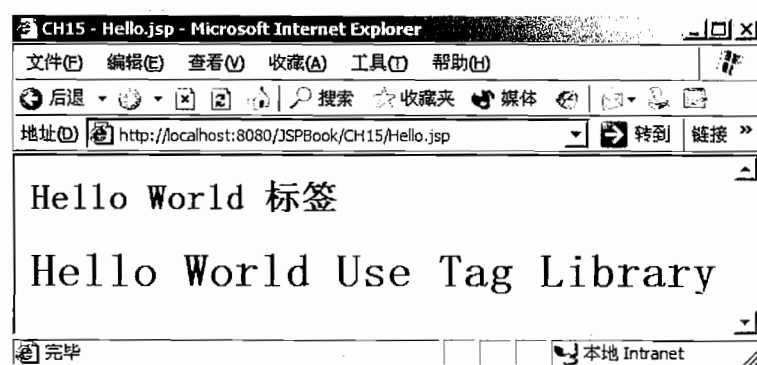 CH15 - Hello.jsp - Microsoft Internet Explorer
文件(F) 编辑(E) 查看(V) 收藏(A) 工具(T) 帮助(H)
后退 搜索 收藏夹 媒体
地址(D) http://localhost:8080/JSPBook/CH15/Hello.jsp 转到 链接 »
Hello World 标签
Hello World Use Tag Library
完毕 本地 Intranet